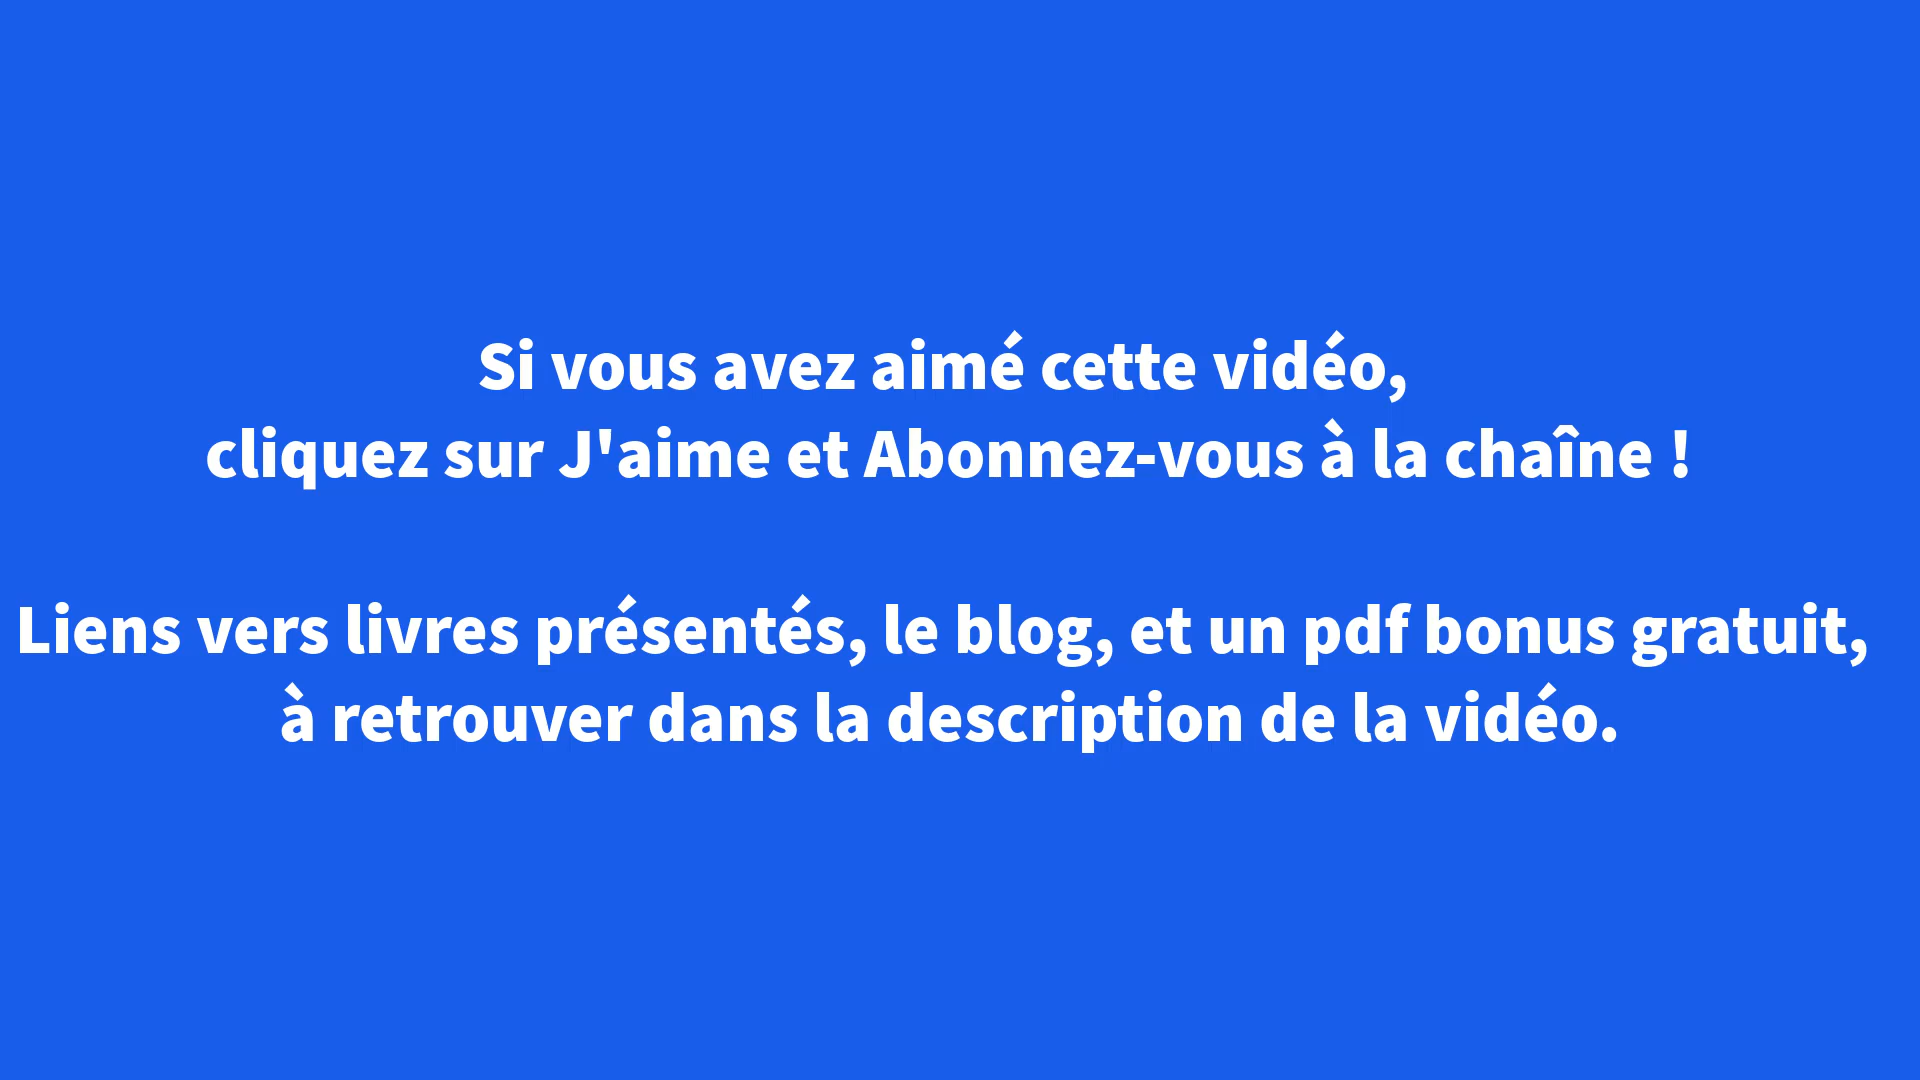 Si vous avez aimé cette vidéo,
cliquez sur J'aime et Abonnez-vous à la chaîne !
Liens vers livres présentés, le blog, et un pdf bonus gratuit,
à retrouver dans la description de la vidéo.